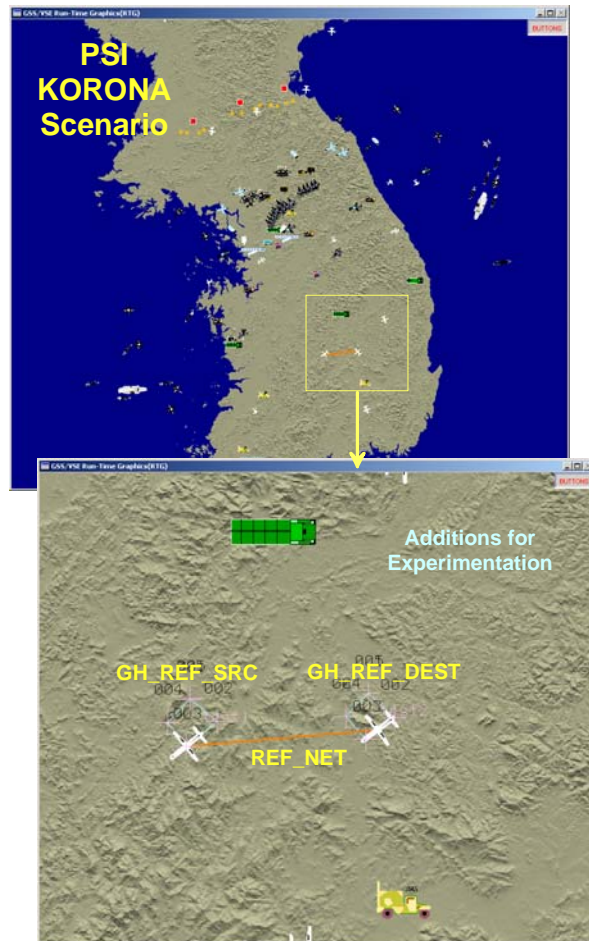 GSS/VSE Run-Time Graphics(RTG)
BUTTONS
PSI
KORONA
Scenario
GSS/VSE Run-Time Graphics(RTG)
BUTTONS
Additions for
Experimentation
GH_REF_SRC
GH_REF_DEST
004 002
004 002
003
003
REF_NET